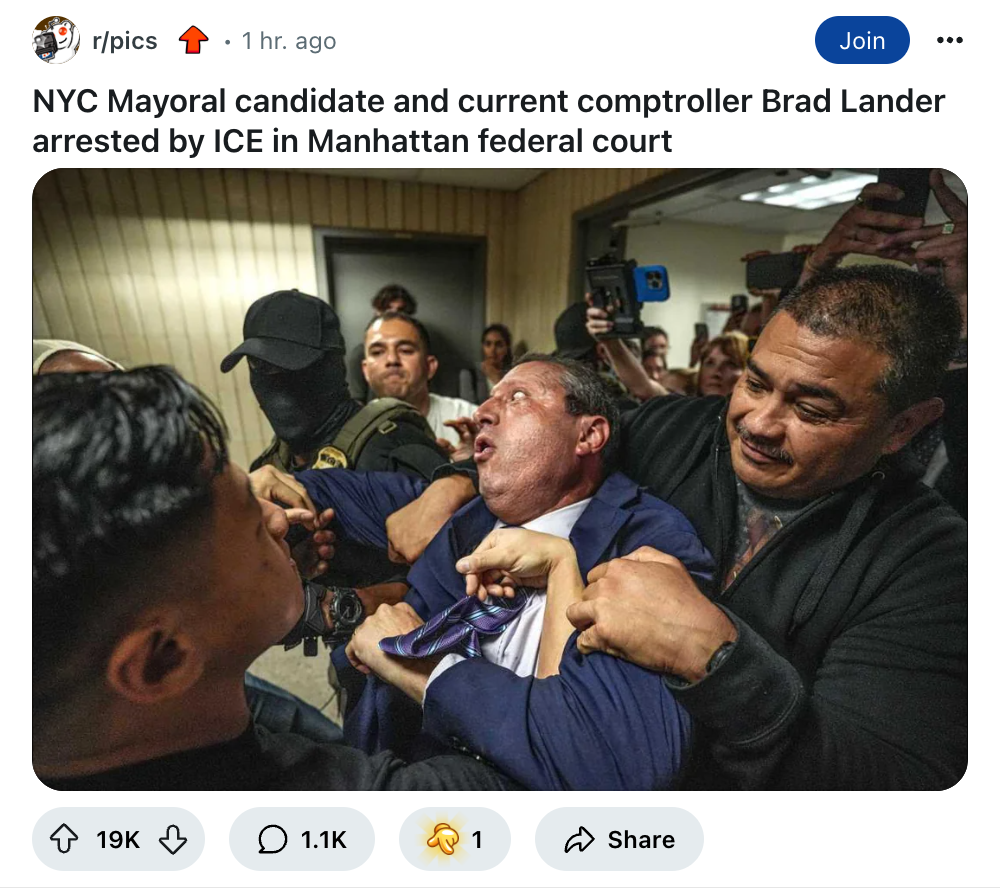 r/pics • 1 hr. ago
Join
NYC Mayoral candidate and current comptroller Brad Lander
arrested by ICE in Manhattan federal court
19K
1.1K
1
Share